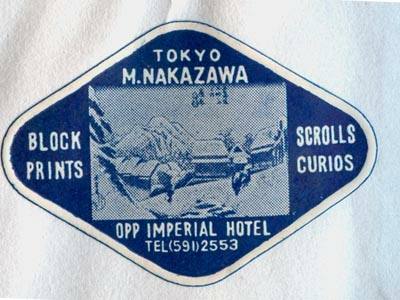 TOKYO
M.NAKAZAWA
BLOCK
PRINTS
SCROLLS
CURIOS
OPP IMPERIAL HOTEL
TEL(591)2553